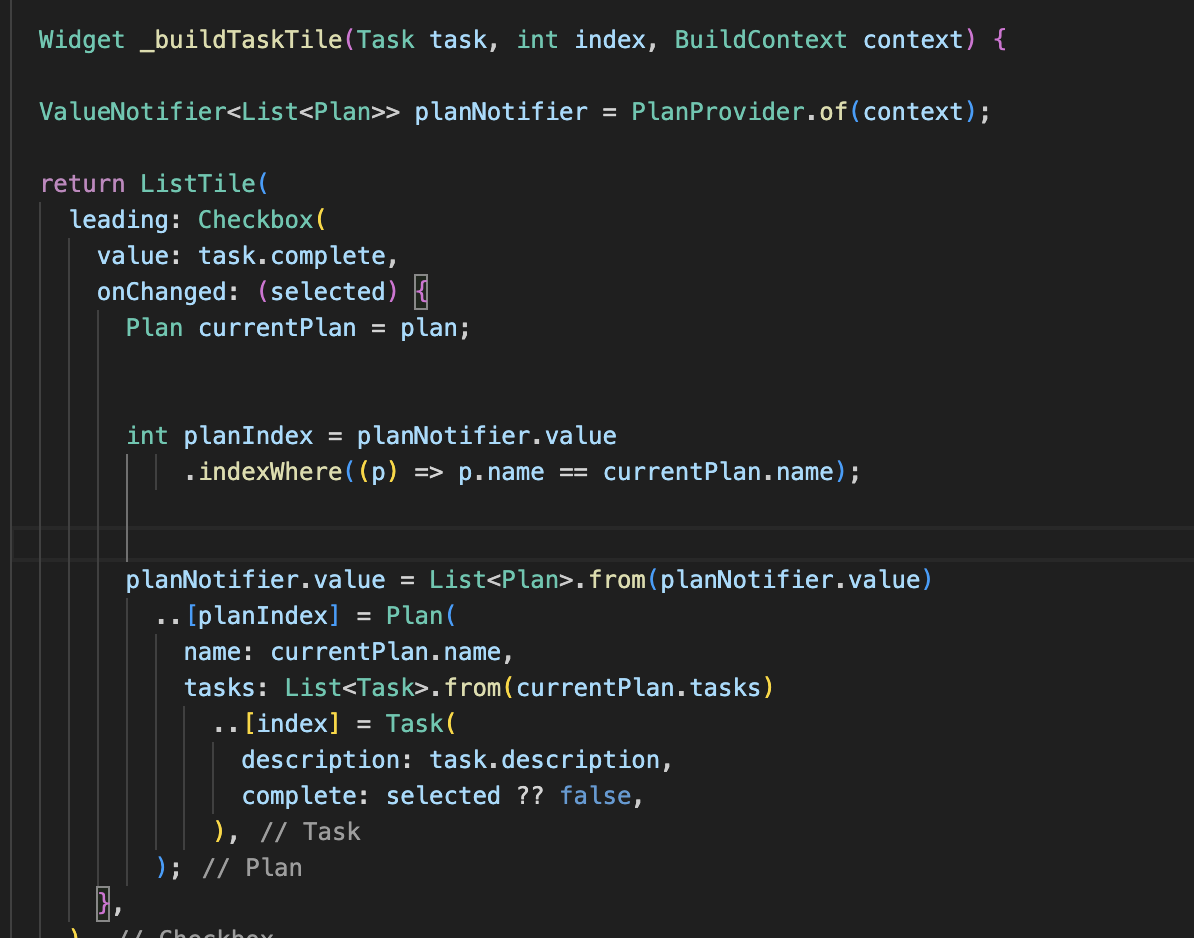 Widget _buildTaskTile(Task task, int index, BuildContext context) {
ValueNotifier<List<Plan>> planNotifier = PlanProvider.of(context);
return ListTile(
leading: Checkbox(
value: task.complete,
onChanged: (selected) {
Plan currentPlan = plan;
int planIndex = planNotifier.value
.indexWhere((p) => p.name == currentPlan.name);
planNotifier.value = List<Plan>.from(planNotifier.value)
..[planIndex] = Plan(
name: currentPlan.name,
tasks: List<Task>.from(currentPlan.tasks)
..[index] = Task(
description: task.description,
complete: selected ?? false,
), // Task
); // Plan
},
) // Checkbox